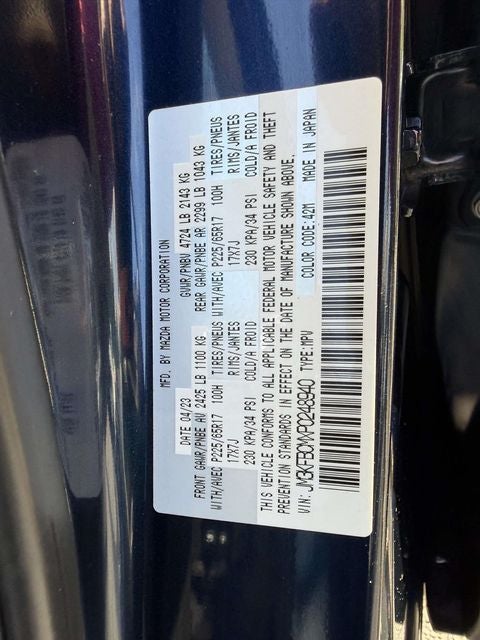 MFD. BY MAZDA MOTOR CORPORATION
DATE 04/23 GVWR/PNBV 4724 LB 2143 KG
FRONT GAWR/PNBE AV 2425 LB 1100 KG REAR GAWR/PNBE AR 2299 LB 1043 KG
WITH/AVEC P225/65R17 100H TIRES/PNEUS WITH/AVEC P225/65R17 100H TIRES/PNEUS
17X7J RIMS/JANTES 17X7J RIMS/JANTES
230 KPA/34 PSI COLD/A FROID 230 KPA/34 PSI COLD/A FROID
THIS VEHICLE CONFORMS TO ALL APPLICABLE FEDERAL MOTOR VEHICLE SAFETY AND THEFT
PREVENTION STANDARDS IN EFFECT ON THE DATE OF MANUFACTURE SHOWN ABOVE.
VIN: JM3KFBCMXP0248940 TYPE:MPV COLOR CODE:42M MADE IN JAPAN